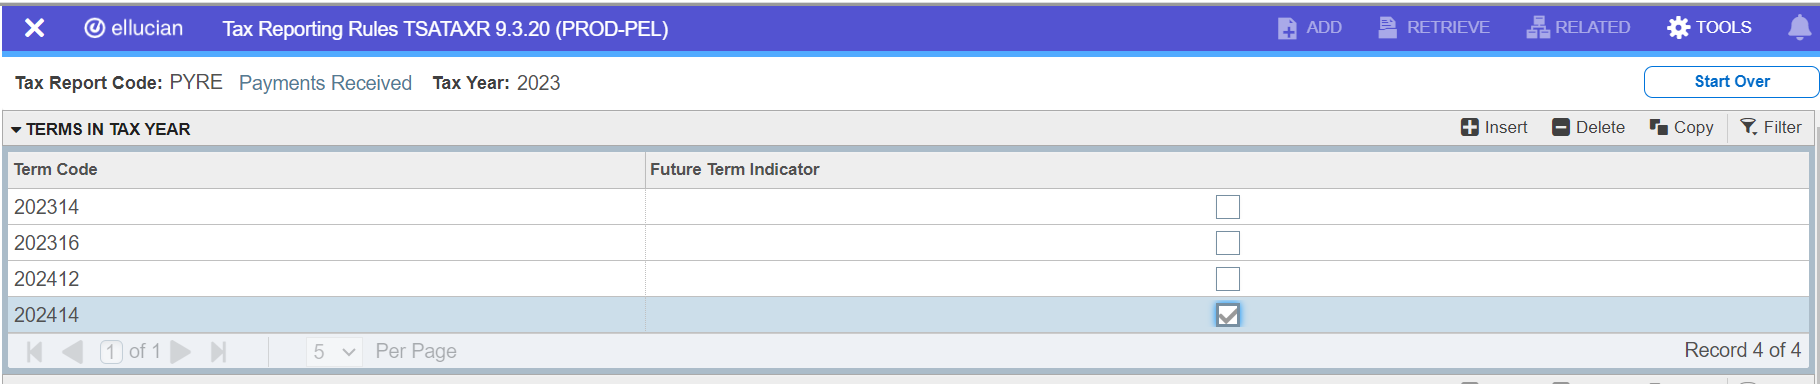 ellucian Tax Reporting Rules TSATAXR 9.3.20 (PROD-PEL) ADD RETRIEVE RELATED TOOLS
Tax Report Code: PYRE Payments Received Tax Year: 2023 Start Over
TERMS IN TAX YEAR Insert Delete Copy Filter
Term Code Future Term Indicator
202314
202316
202412
202414
1 of 1 5 Per Page Record 4 of 4